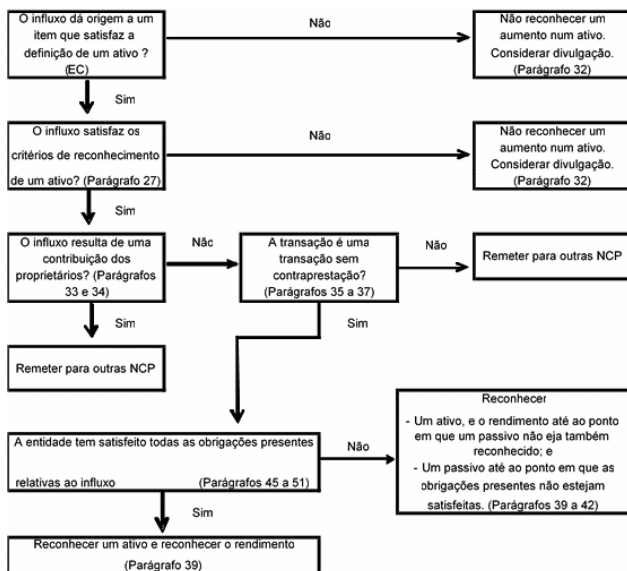 O influxo dá origem a um
item que satisfaz a
definição de um ativo ?
(EC)
Não
Não reconhecer um
aumento num ativo.
Considerar divulgação.
(Parágrafo 32)
Sim
O influxo satisfaz os
critérios de reconhecimento
de um ativo? (Parágrafo 27)
Não
Não reconhecer um
aumento num ativo.
Considerar divulgação.
(Parágrafo 32)
Sim
O influxo resulta de uma
contribuição dos
proprietários? (Parágrafos
33 e 34)
Não
A transação é uma
transação sem
contraprestação?
(Parágrafos 35 a 37)
Não
Remeter para outras NCP
Sim
Sim
Remeter para outras NCP
A entidade tem satisfeito todas as obrigações presentes
relativas ao influxo (Parágrafos 45 a 51)
Não
Reconhecer
- Um ativo, e o rendimento até ao ponto
em que um passivo não eja também
reconhecido; e
- Um passivo até ao ponto em que as
obrigações presentes não estejam
satisfeitas. (Parágrafos 39 a 42)
Sim
Reconhecer um ativo e reconhecer o rendimento
(Parágrafo 39)